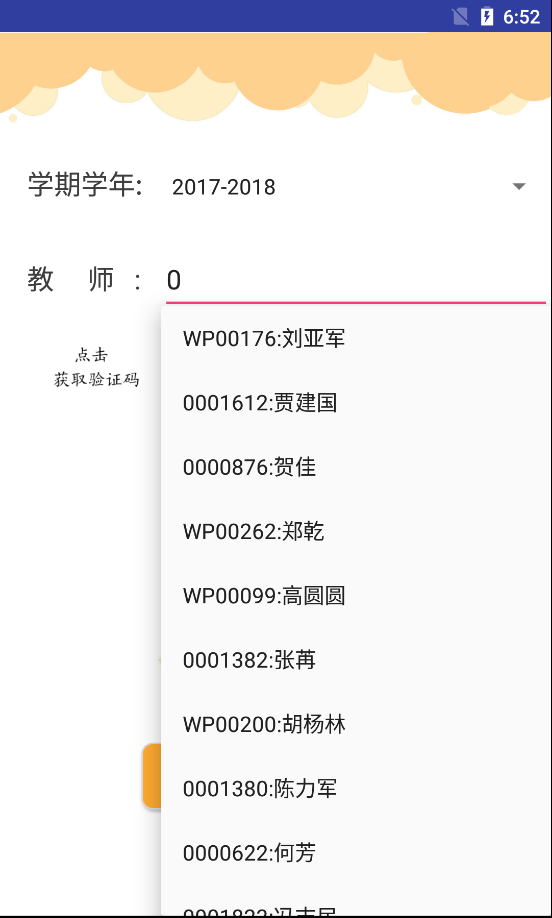 6:52
学期学年:
2017-2018
教 师 :
0
点击
获取验证码
WP00176:刘亚军
0001612:贾建国
0000876:贺佳
WP00262:郑乾
WP00099:高圆圆
0001382:张苒
WP00200:胡杨林
0001380:陈力军
0000622:何芳